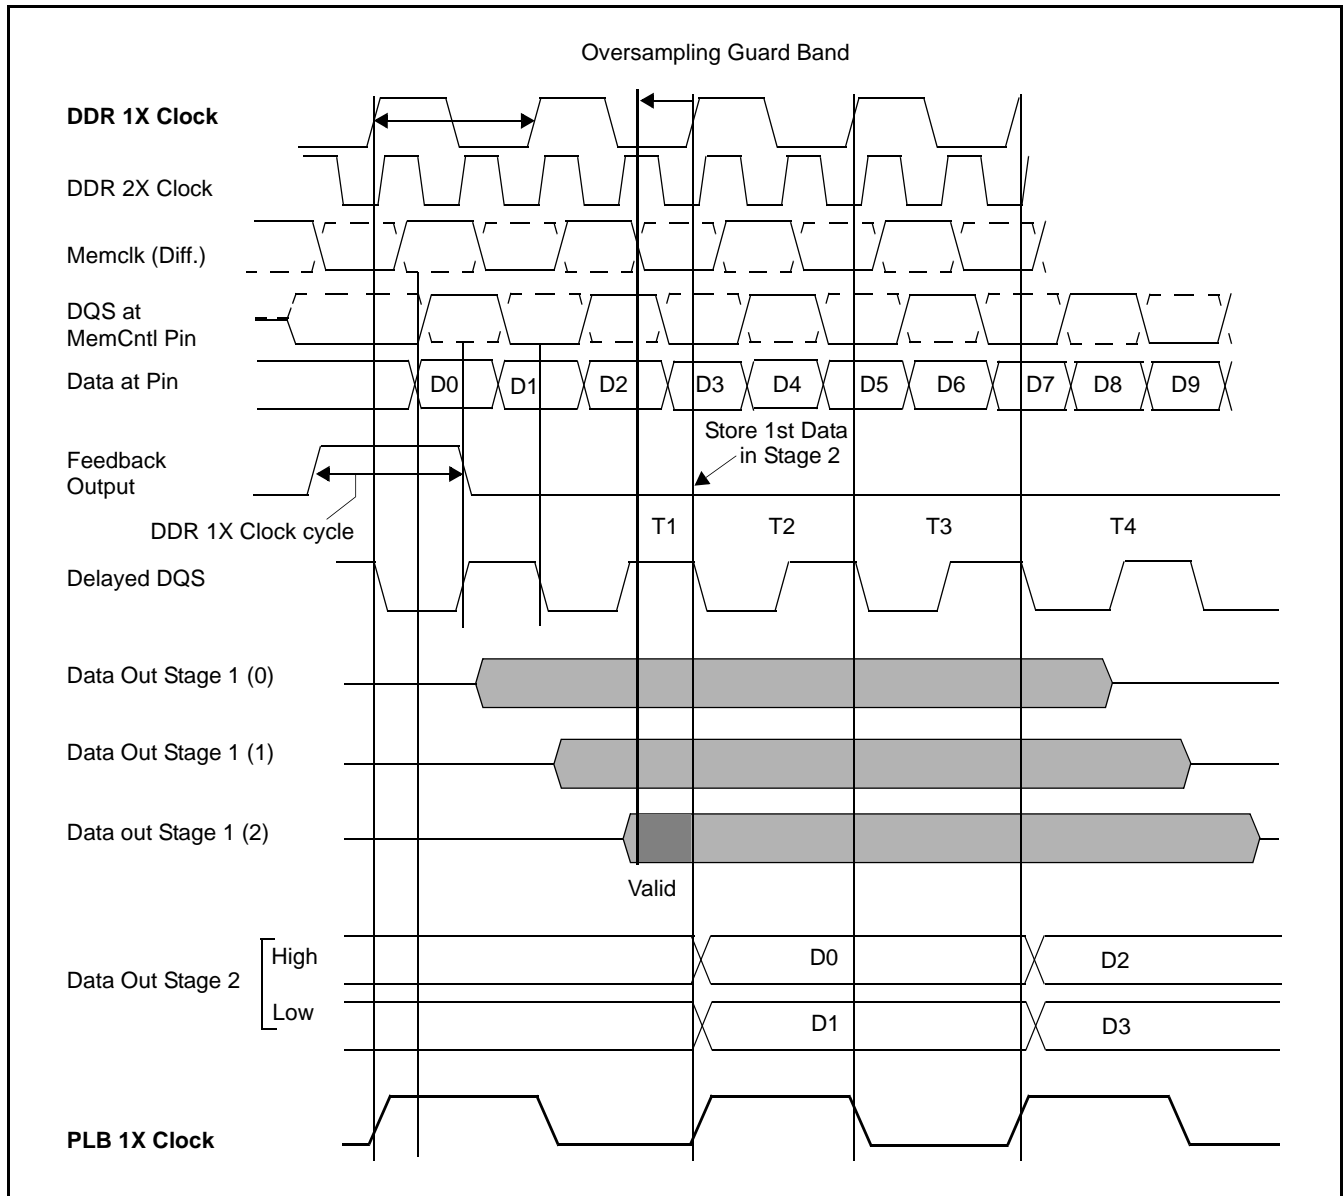 Oversampling Guard Band
DDR 1X Clock
DDR 2X Clock
Memclk (Diff.)
DQS at
MemCntl Pin
Data at Pin
D0 D1 D2 D3 D4 D5 D6 D7 D8 D9
Store 1st Data
in Stage 2
Feedback
Output
DDR 1X Clock cycle
T1 T2 T3 T4
Delayed DQS
Data Out Stage 1 (0)
Data Out Stage 1 (1)
Data out Stage 1 (2)
Valid
Data Out Stage 2
High
D0 D2
Low
D1 D3
PLB 1X Clock